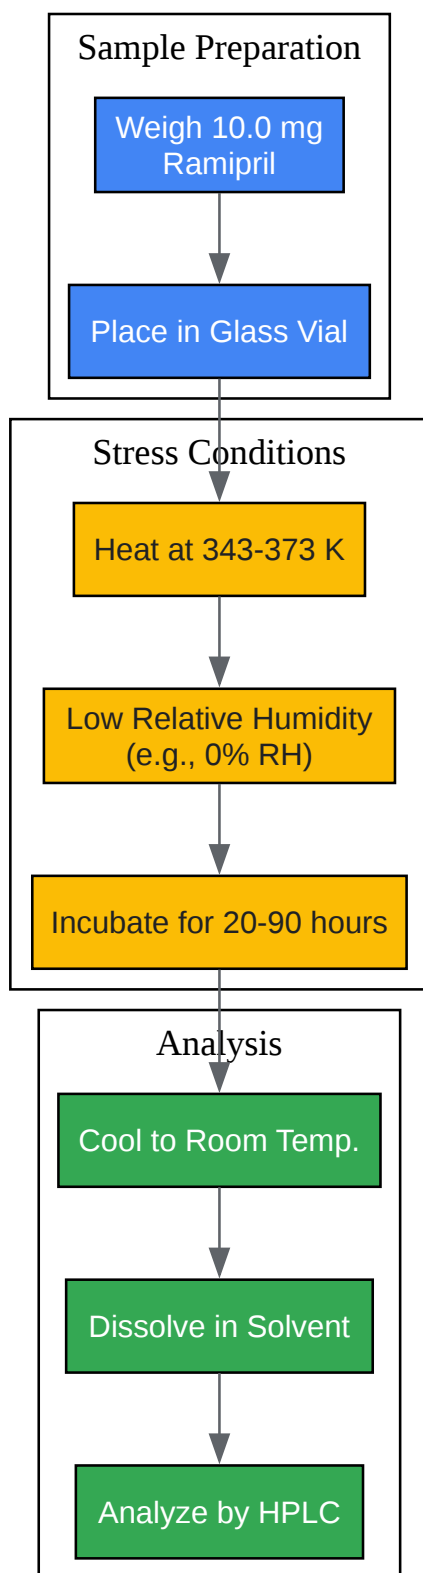 Sample Preparation
Weigh 10.0 mg
Ramipril
Place in Glass Vial
Stress Conditions
Heat at 343-373 K
Low Relative Humidity
(e.g., 0% RH)
Incubate for 20-90 hours
Analysis
Cool to Room Temp.
Dissolve in Solvent
Analyze by HPLC